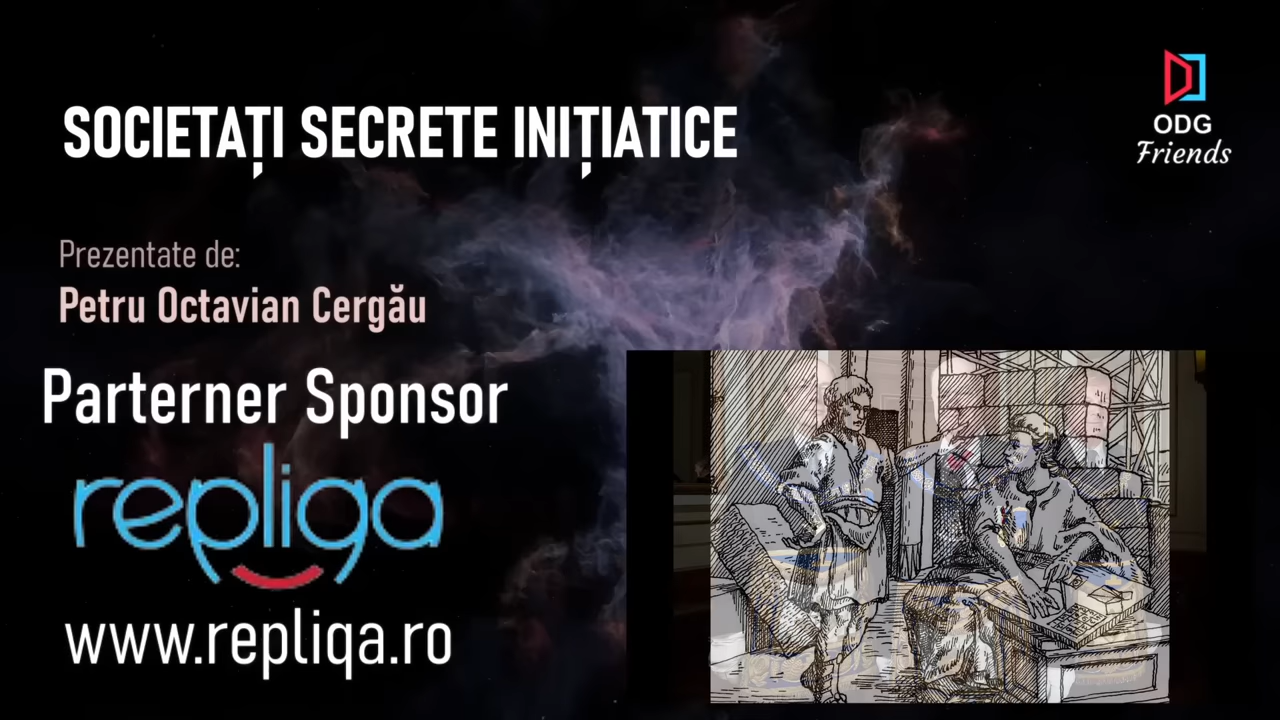 SOCIETAȚI SECRETE INIȚIATICE
ODG
Friends
Prezentate de:
Petru Octavian Cergău
Parterner Sponsor
repliqa
www.repliqa.ro